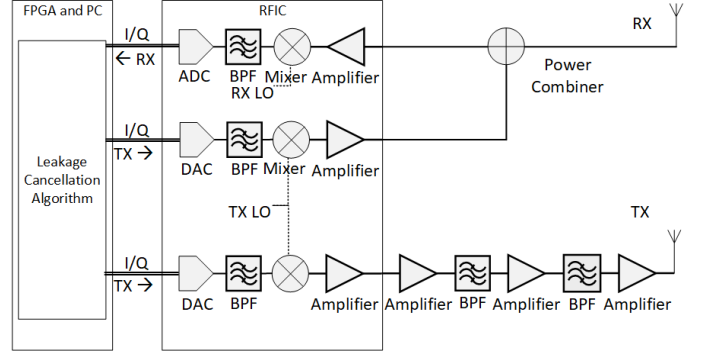 FPGA and PC
RFIC
I/Q
← RX
ADC
BPF
Mixer
Amplifier
RX LO
RX
Power
Combiner
I/Q
TX →
DAC
BPF
Mixer
Amplifier
Leakage
Cancellation
Algorithm
TX LO
TX
I/Q
TX →
DAC
BPF
Amplifier
Amplifier
BPF
Amplifier
BPF
Amplifier